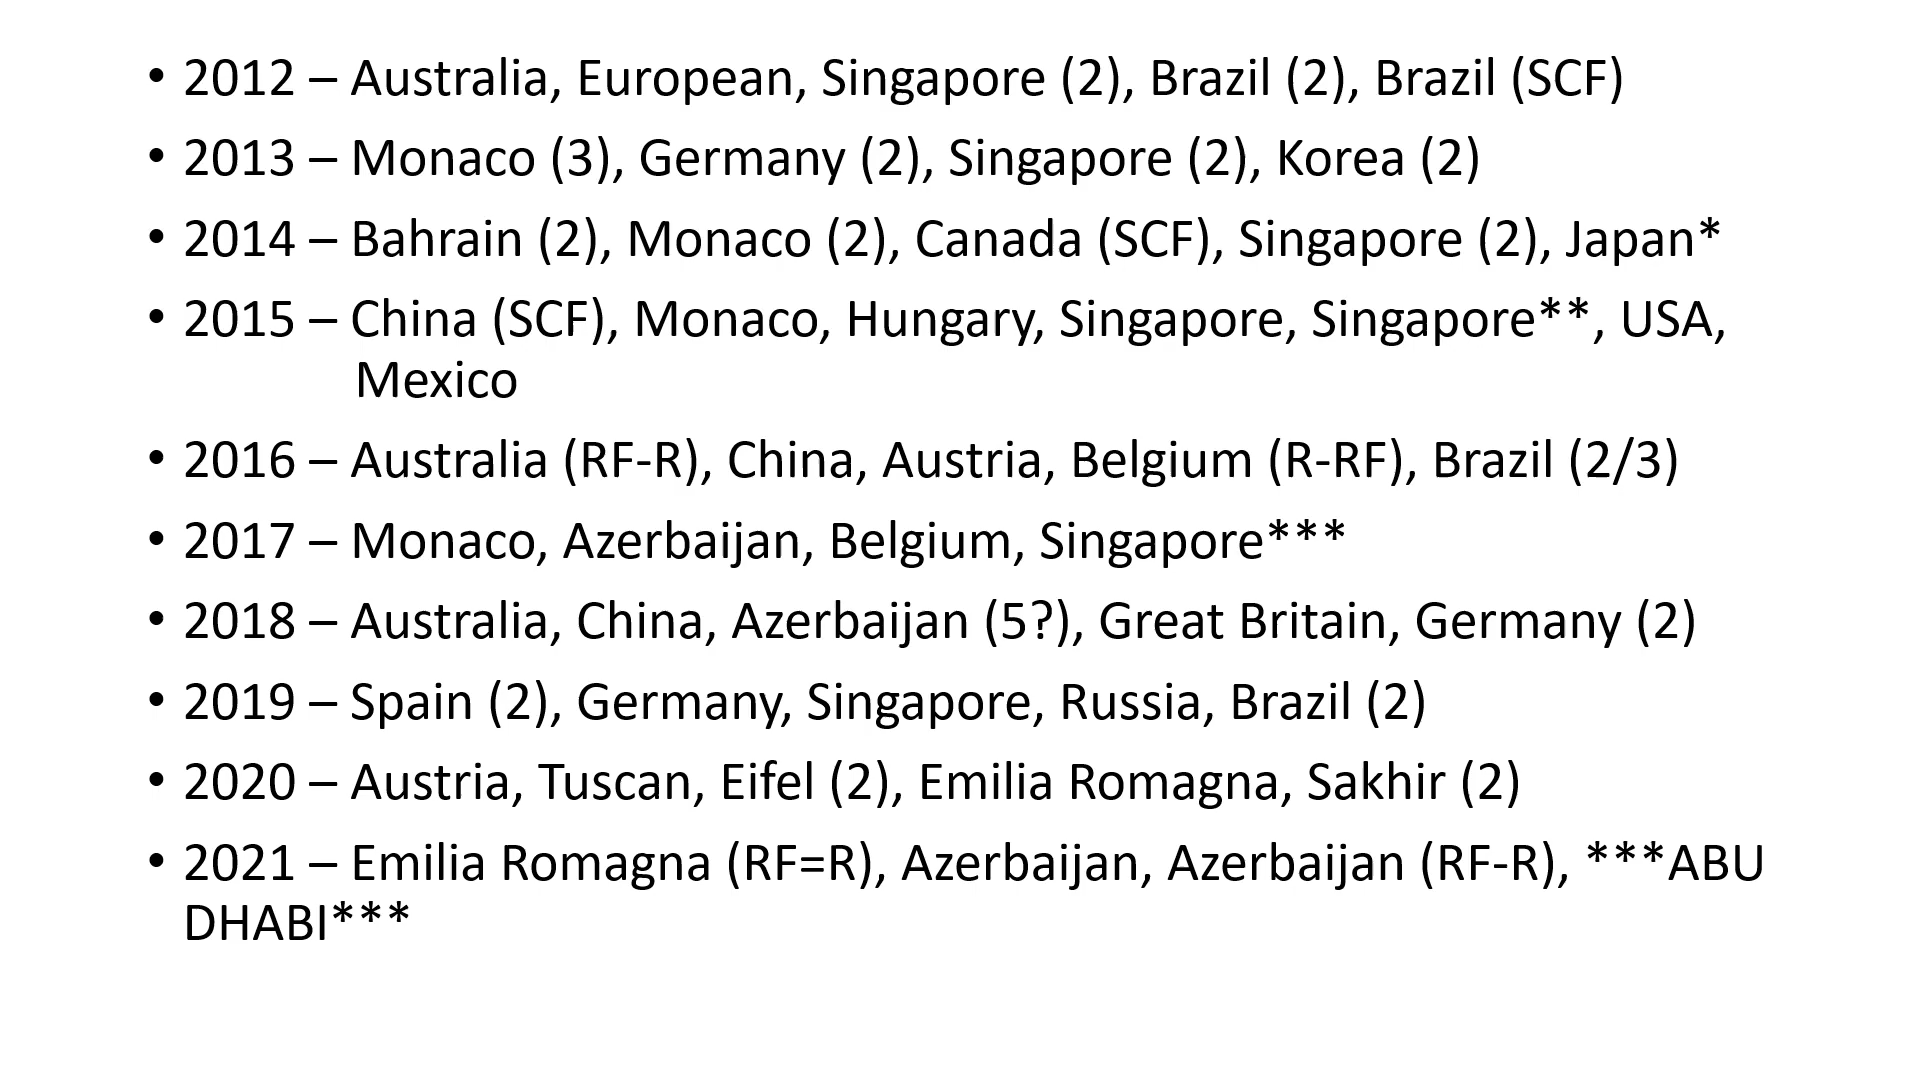 • 2012 – Australia, European, Singapore (2), Brazil (2), Brazil (SCF)
• 2013 – Monaco (3), Germany (2), Singapore (2), Korea (2)
• 2014 – Bahrain (2), Monaco (2), Canada (SCF), Singapore (2), Japan*
• 2015 – China (SCF), Monaco, Hungary, Singapore, Singapore**, USA,
Mexico
• 2016 – Australia (RF-R), China, Austria, Belgium (R-RF), Brazil (2/3)
• 2017 – Monaco, Azerbaijan, Belgium, Singapore***
• 2018 – Australia, China, Azerbaijan (5?), Great Britain, Germany (2)
• 2019 – Spain (2), Germany, Singapore, Russia, Brazil (2)
• 2020 – Austria, Tuscan, Eifel (2), Emilia Romagna, Sakhir (2)
• 2021 – Emilia Romagna (RF=R), Azerbaijan, Azerbaijan (RF-R), ***ABU
DHABI***